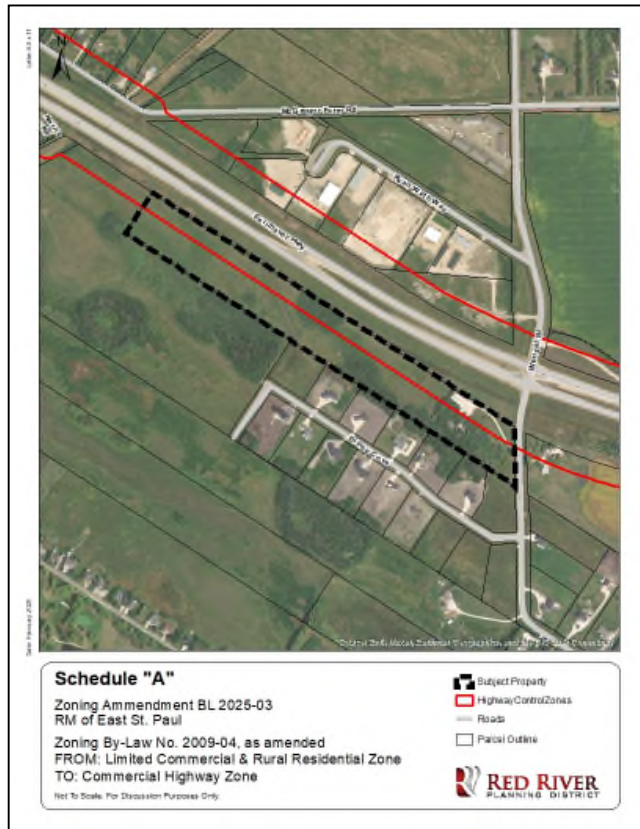 N
Wenzel St
Schedule "A"
Zoning Ammendment BL 2025-03
RM of East St. Paul
Zoning By-Law No. 2009-04, as amended
FROM: Limited Commercial & Rural Residential Zone
TO: Commercial Highway Zone
Not To Scale. For Discussion Purposes Only.
Subject Property
HighwayControlZones
Roads
Parcel Outline
RED RIVER
PLANNING DISTRICT